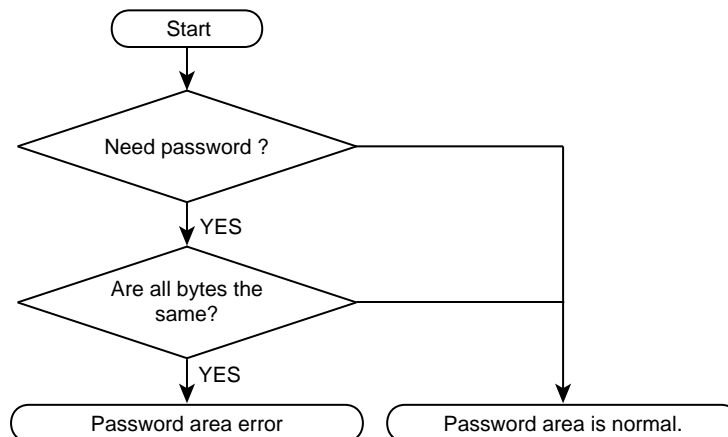 Start
Need password ?
YES
Are all bytes the
same?
YES
Password area error
Password area is normal.